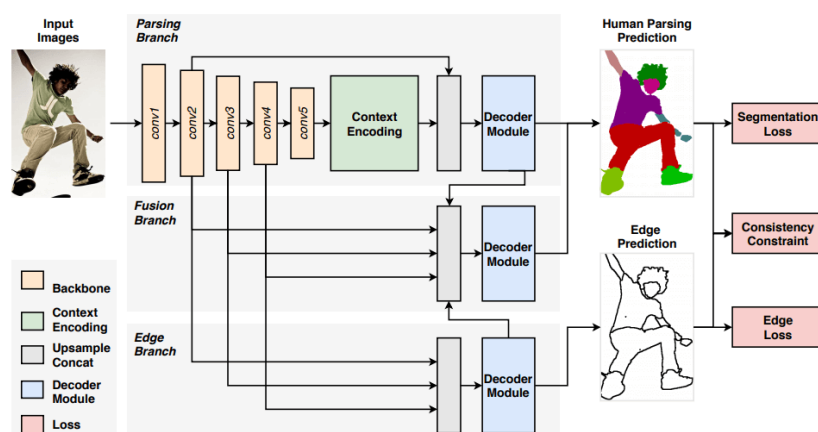 Input
Images
Parsing
Branch
conv1
conv2
conv3
conv4
conv5
Context
Encoding
Decoder
Module
Human Parsing
Prediction
Segmentation
Loss
Fusion
Branch
Decoder
Module
Consistency
Constraint
Edge
Prediction
Edge
Loss
Edge
Branch
Decoder
Module
Backbone
Context
Encoding
Upsample
Concat
Decoder
Module
Loss